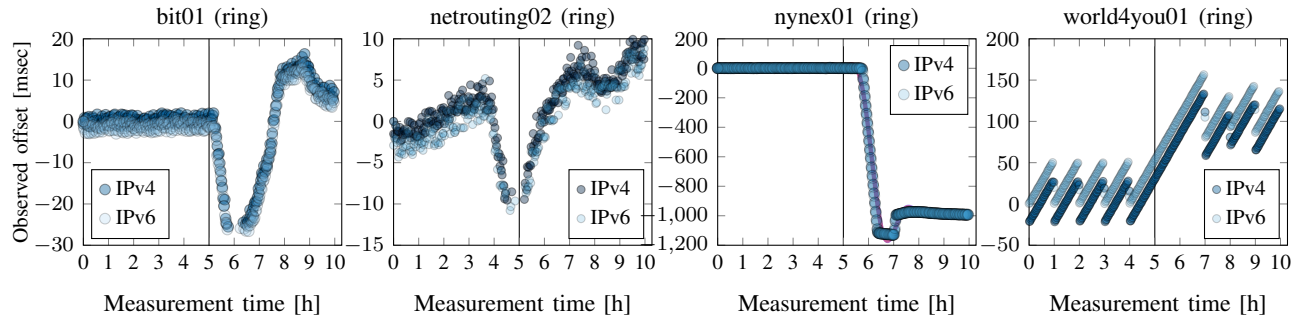 bit01 (ring)
netrouting02 (ring)
nynex01 (ring)
world4you01 (ring)
Observed offset [msec]
20
10
0
−10
−20
−30
IPv4
IPv6
0 1 2 3 4 5 6 7 8 9 10
Measurement time [h]
10
5
0
−5
−10
−15
IPv4
IPv6
0 1 2 3 4 5 6 7 8 9 10
Measurement time [h]
200
0
−200
−400
−600
−800
−1,000
1,200
IPv4
IPv6
0 1 2 3 4 5 6 7 8 9 10
Measurement time [h]
200
150
100
50
0
−50
IPv4
IPv6
0 1 2 3 4 5 6 7 8 9 10
Measurement time [h]